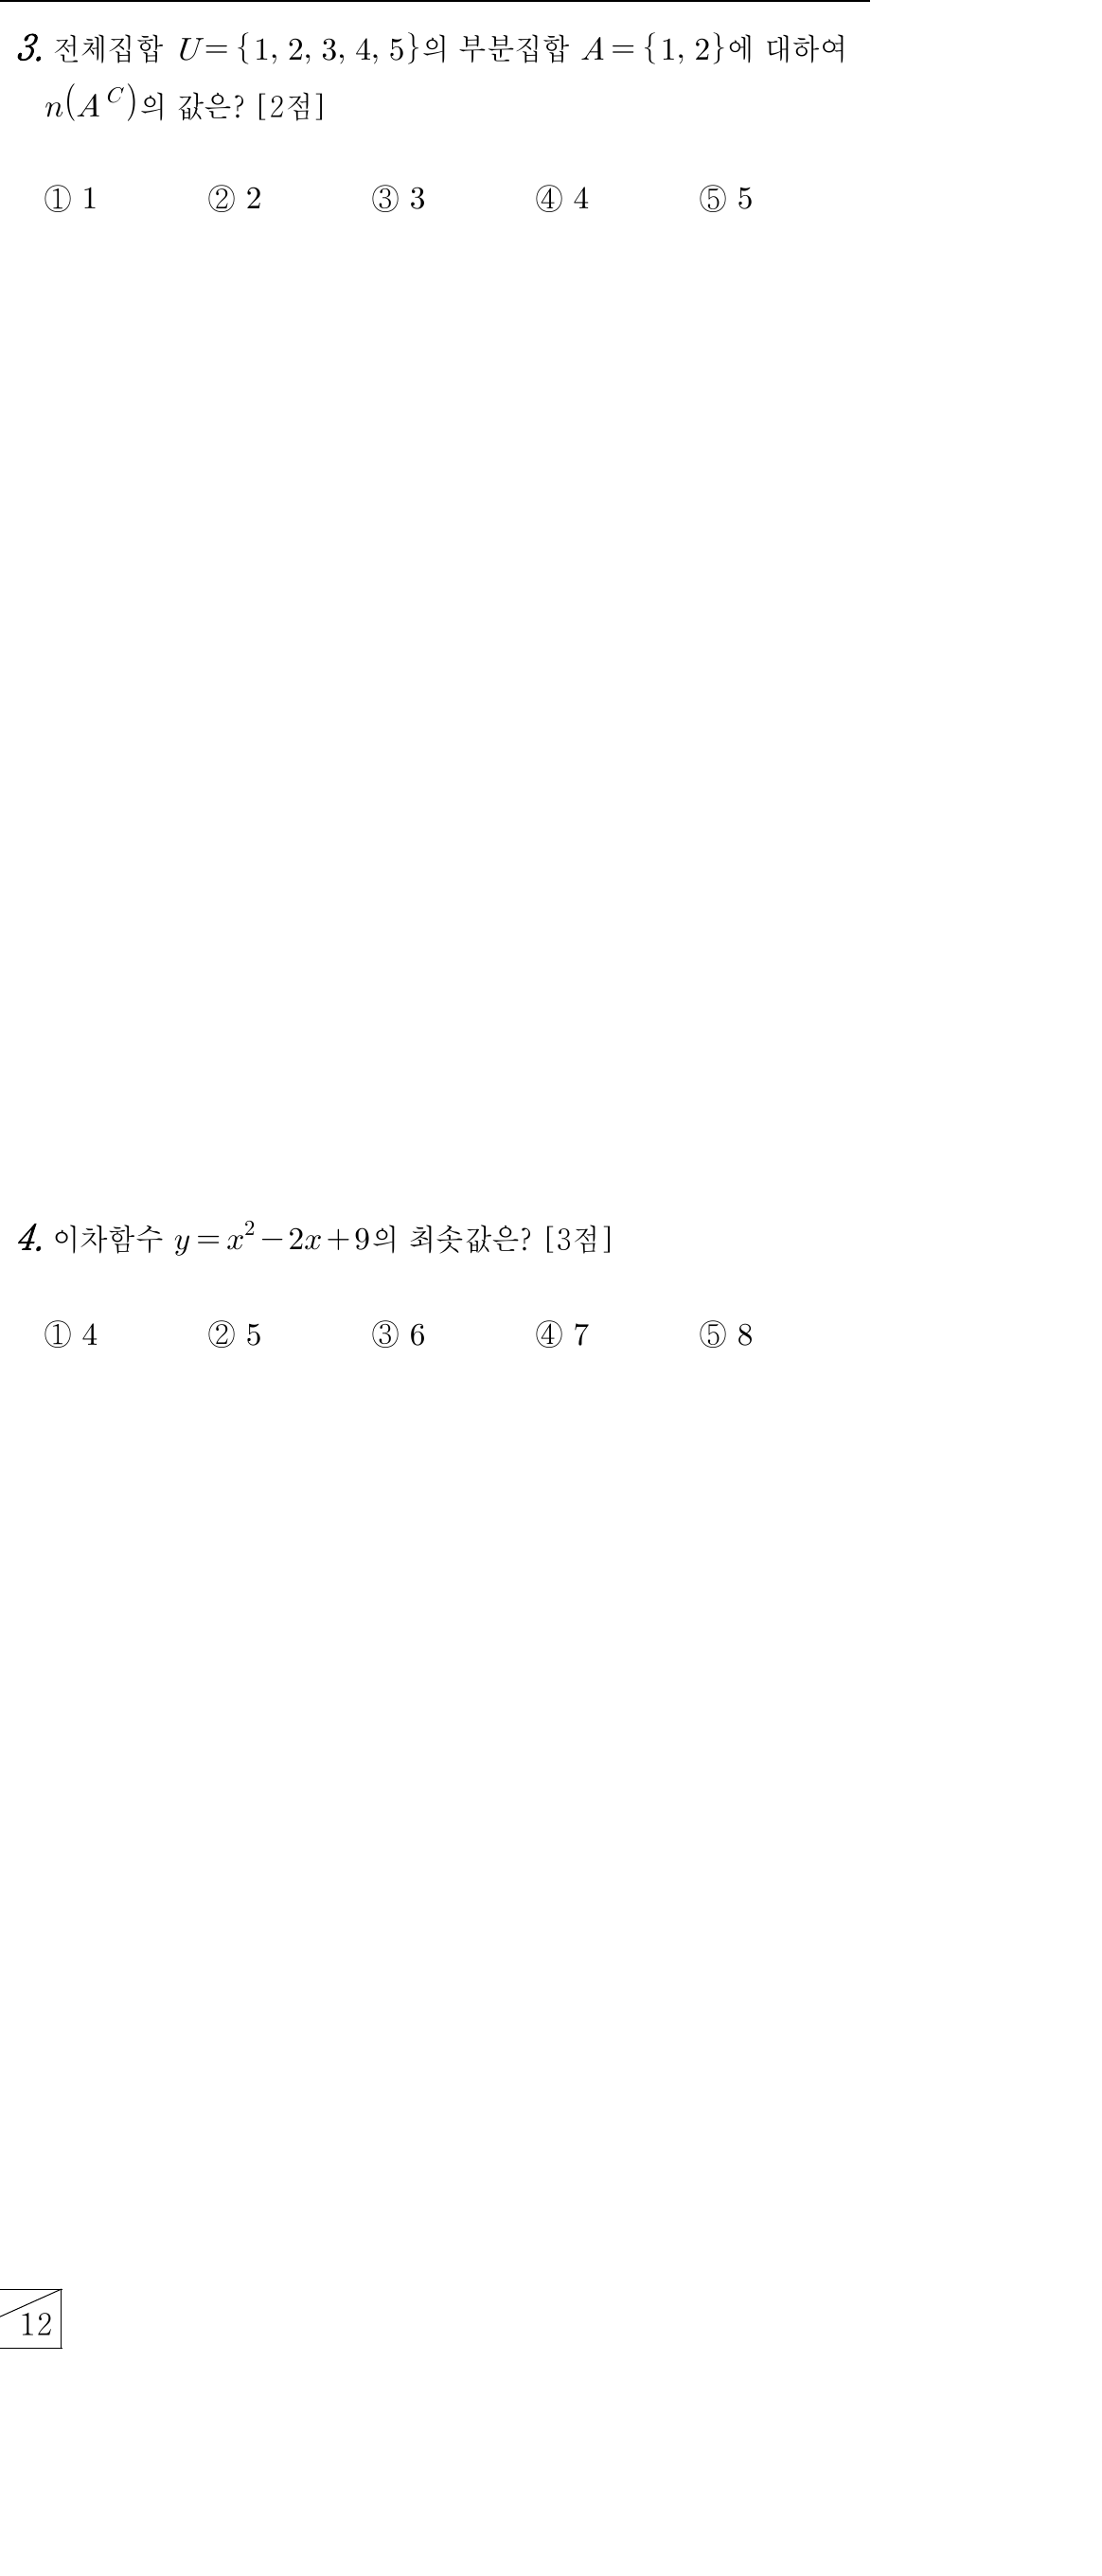 3. 전체집합 U={1, 2, 3, 4, 5}의 부분집합 A={1, 2}에 대하여
n(A^C)의 값은? [2점]
① 1 ② 2 ③ 3 ④ 4 ⑤ 5
4. 이차함수 y=x²-2x+9의 최솟값은? [3점]
① 4 ② 5 ③ 6 ④ 7 ⑤ 8
12